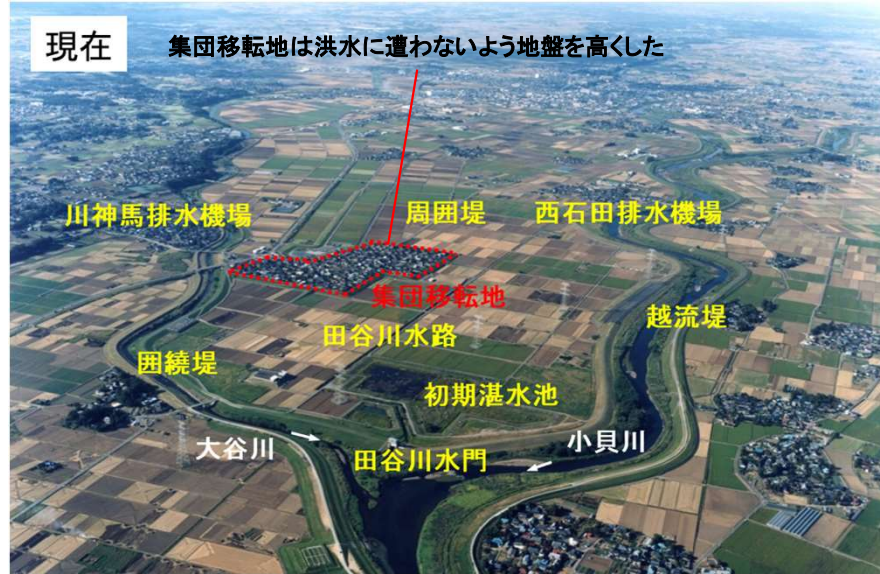 現在
集団移転地は洪水に遭わないよう地盤を高くした
川神馬排水機場
周囲堤
西石田排水機場
集団移転地
越流堤
田谷川水路
囲繞堤
初期湛水池
大谷川
小貝川
田谷川水門